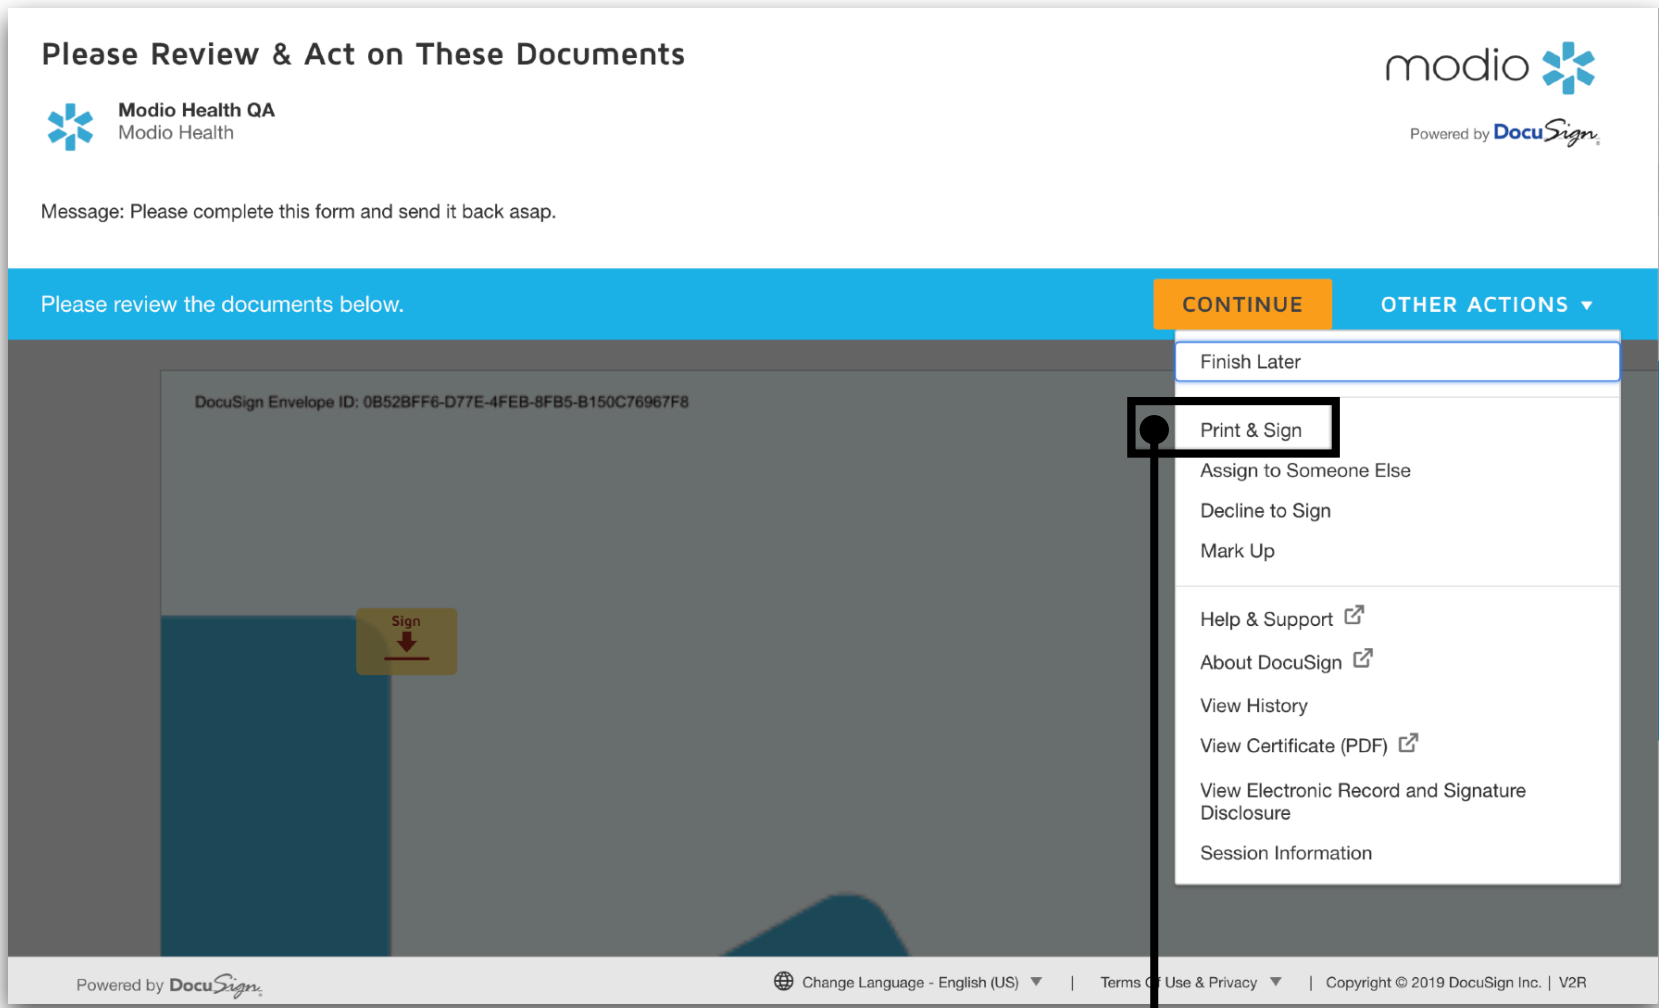 Please Review & Act on These Documents
modio
Modio Health QA
Modio Health
Powered by DocuSign
Message: Please complete this form and send it back asap.
Please review the documents below.
CONTINUE
OTHER ACTIONS
Finish Later
DocuSign Envelope ID: 0B52BFF6-D77E-4FEB-8FB5-B150C76967F8
Print & Sign
Assign to Someone Else
Decline to Sign
Mark Up
Sign
Help & Support
About DocuSign
View History
View Certificate (PDF)
View Electronic Record and Signature
Disclosure
Session Information
Powered by DocuSign
Change Language - English (US) | Terms Of Use & Privacy | Copyright © 2019 DocuSign Inc. | V2R